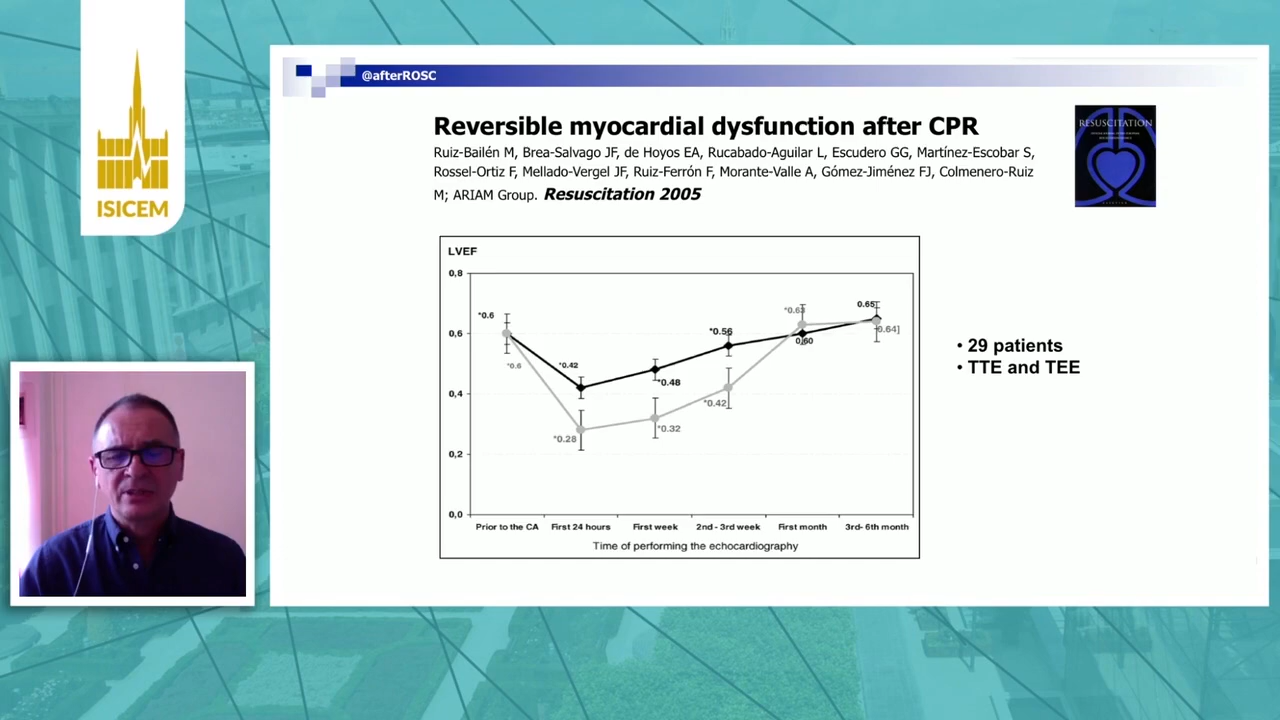 ISICEM
@afterROSC
Reversible myocardial dysfunction after CPR
Ruiz-Bailén M, Brea-Salvago JF, de Hoyos EA, Rucabado-Aguilar L, Escudero GG, Martínez-Escobar S,
Rossel-Ortiz F, Mellado-Vergel JF, Ruiz-Ferrón F, Morante-Valle A, Gómez-Jiménez FJ, Colmenero-Ruiz
M; ARIAM Group. Resuscitation 2005
RESUSCITATION
LVEF
0,8
0,6
0,4
0,2
0,0
*0.6
*0.6
*0.42
*0.28
*0.48
*0.32
*0.56
*0.42
*0.63
0,60
0.65
0.64]
Prior to the CA First 24 hours First week 2nd - 3rd week First month 3rd- 6th month
Time of performing the echocardiography
• 29 patients
• TTE and TEE